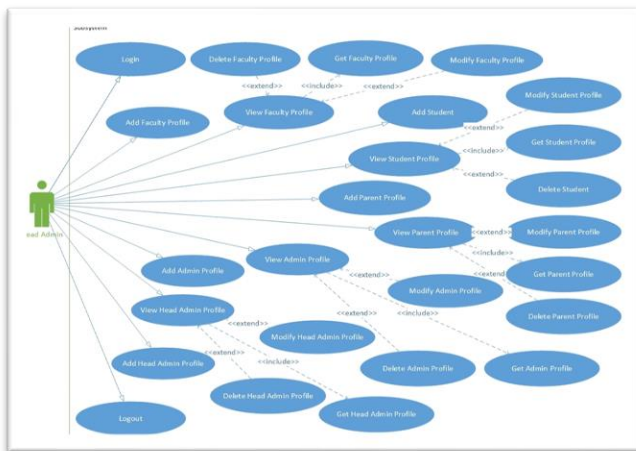 Login
Delete Faculty Profile
Get Faculty Profile
Modify Faculty Profile
<<extend>>
<<include>>
<<extend>>
Add Faculty Profile
View Faculty Profile
Add Student
Modify Student Profile
<<extend>>
Get Student Profile
<<include>>
View Student Profile
<<extend>>
Delete Student
Add Parent Profile
View Parent Profile
<<extend>>
Modify Parent Profile
<<include>>
ead Admin
Add Admin Profile
View Admin Profile
<<extend>>
Get Parent Profile
<<extend>>
Modify Admin Profile
Delete Parent Profile
View Head Admin Profile
<<extend>>
<<include>>
Modify Head Admin Profile
<<extend>>
<<include>>
<<extend>>
Add Head Admin Profile
Delete Admin Profile
Get Admin Profile
Delete Head Admin Profile
Get Head Admin Profile
Logout